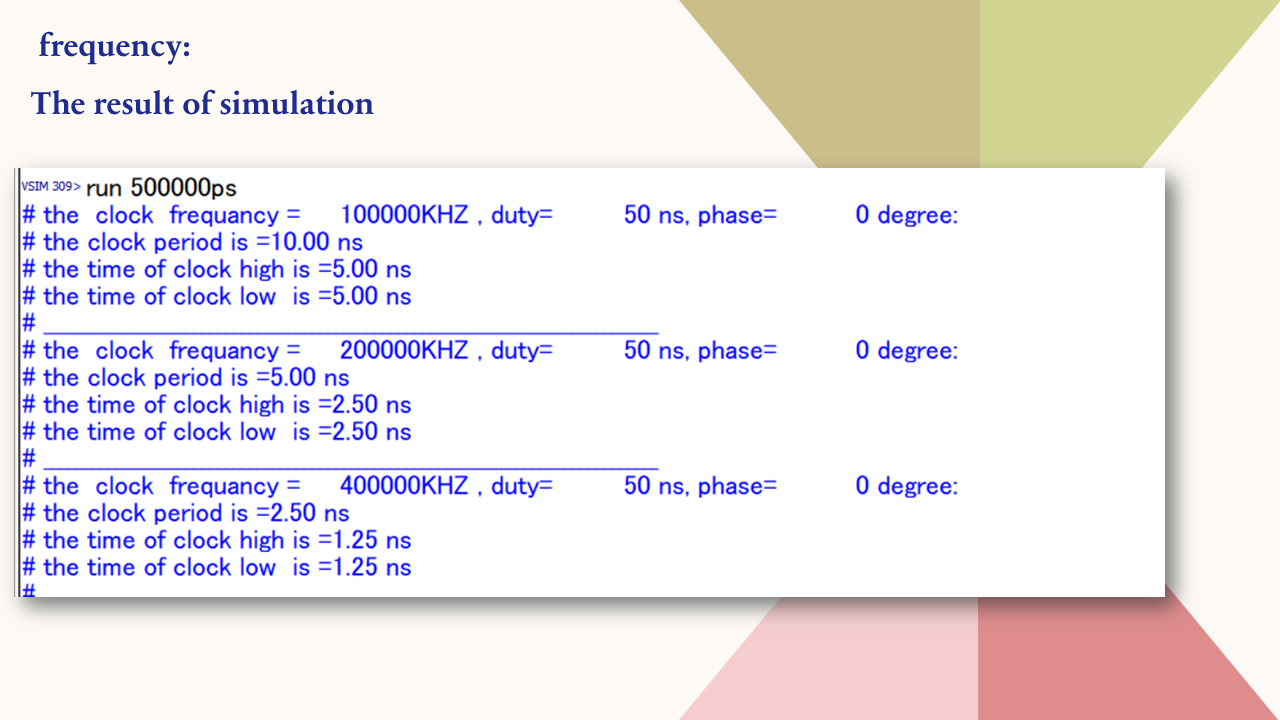 frequency:
The result of simulation
VSIM 309> run 500000ps
# the clock frequancy = 100000KHZ , duty= 50 ns, phase= 0 degree:
# the clock period is =10.00 ns
# the time of clock high is =5.00 ns
# the time of clock low is =5.00 ns
# ______________________________________________
# the clock frequancy = 200000KHZ , duty= 50 ns, phase= 0 degree:
# the clock period is =5.00 ns
# the time of clock high is =2.50 ns
# the time of clock low is =2.50 ns
# ______________________________________________
# the clock frequancy = 400000KHZ , duty= 50 ns, phase= 0 degree:
# the clock period is =2.50 ns
# the time of clock high is =1.25 ns
# the time of clock low is =1.25 ns
#